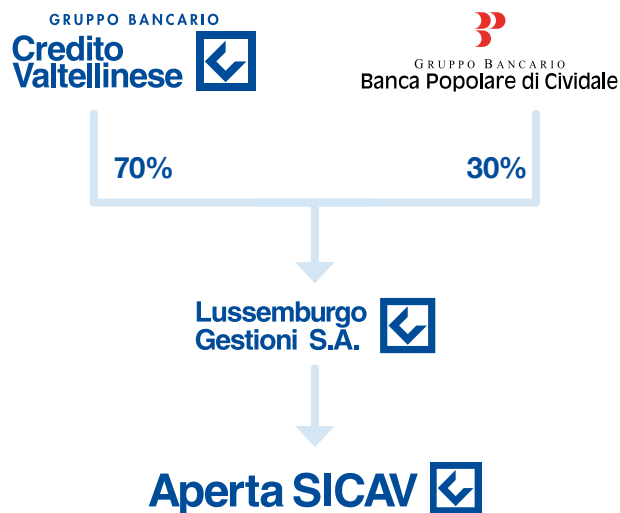 GRUPPO BANCARIO
Credito
Valtellinese
GRUPPO BANCARIO
Banca Popolare di Cividale
70%
30%
Lussemburgo
Gestioni S.A.
Aperta SICAV